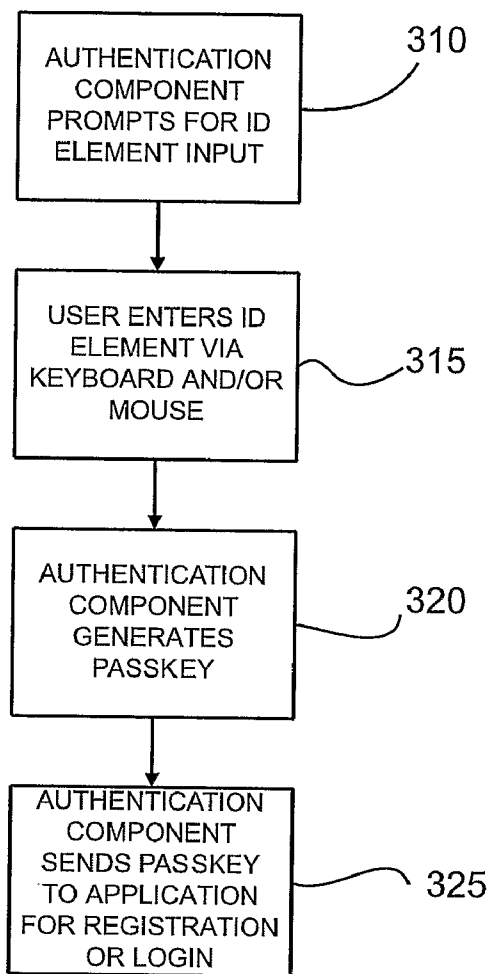 AUTHENTICATION
COMPONENT
PROMPTS FOR ID
ELEMENT INPUT
310
USER ENTERS ID
ELEMENT VIA
KEYBOARD AND/OR
MOUSE
315
AUTHENTICATION
COMPONENT
GENERATES
PASSKEY
320
AUTHENTICATION
COMPONENT
SENDS PASSKEY
TO APPLICATION
FOR REGISTRATION
OR LOGIN
325